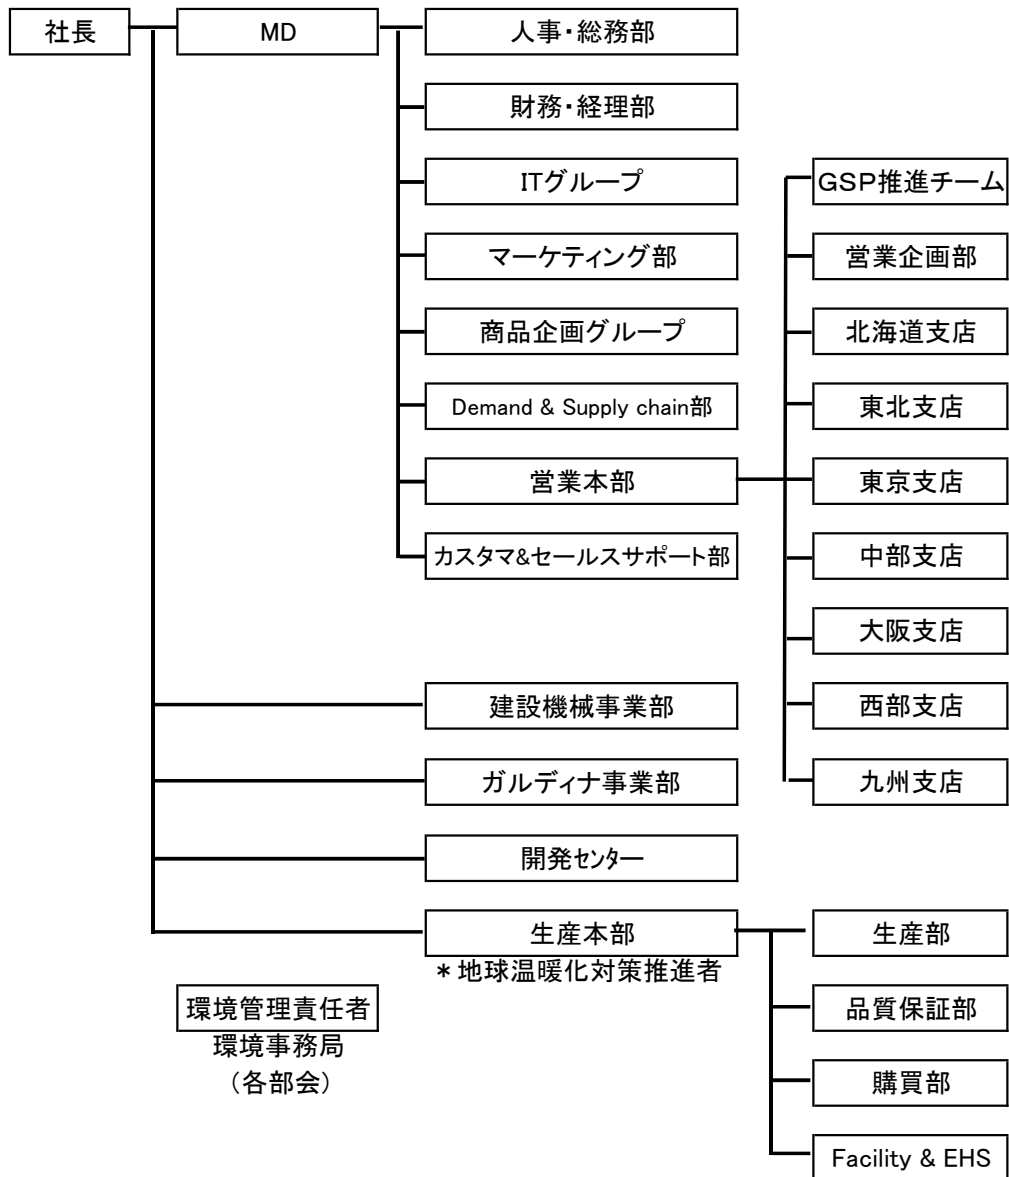 社長
MD
人事・総務部
財務・経理部
ITグループ
GSP推進チーム
マーケティング部
営業企画部
商品企画グループ
北海道支店
Demand & Supply chain部
東北支店
営業本部
東京支店
カスタマ&セールスサポート部
中部支店
大阪支店
建設機械事業部
西部支店
ガルディナ事業部
九州支店
開発センター
生産本部
生産部
＊地球温暖化対策推進者
環境管理責任者
品質保証部
環境事務局
（各部会）
購買部
Facility & EHS